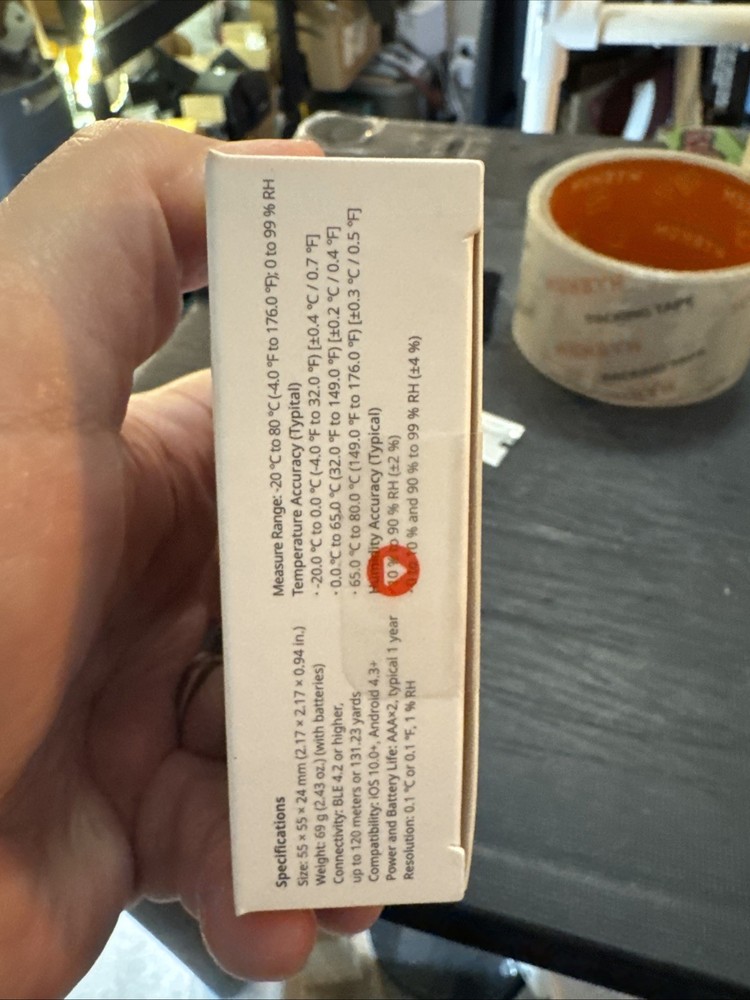 Specifications
Size: 55 x 55 x 24 mm (2.17 x 2.17 x 0.94 in.)
Weight: 69 g (2.43 oz.) (with batteries)
Connectivity: BLE 4.2 or higher,
up to 120 meters or 131.23 yards
Compatibility: iOS 10.0+, Android 4.3+
Power and Battery Life: AAA×2, typical 1 year
Resolution: 0.1 °C or 0.1 °F, 1 % RH
Measure Range: -20 °C to 80 °C (-4.0 °F to 176.0 °F); 0 to 99 % RH
Temperature Accuracy (Typital)
· -20.0 °C to 0.0 °C (-4.0 °F to 32.0 °F) [±0.4 °C / 0.7 °F]
· 0.0 °C to 65.0 °C (32.0 °F to 149.0 °F) [±0.2 °C / 0.4 °F]
· 65.0 °C to 80.0 °C (149.0 °F to 176.0 °F) [±0.3 °C / 0.5 °F]
Humidity Accuracy (Typical)
10 % to 90 % RH (±2 %)
% and 90 % to 99 % RH (±4 %)
PACKING TAPE